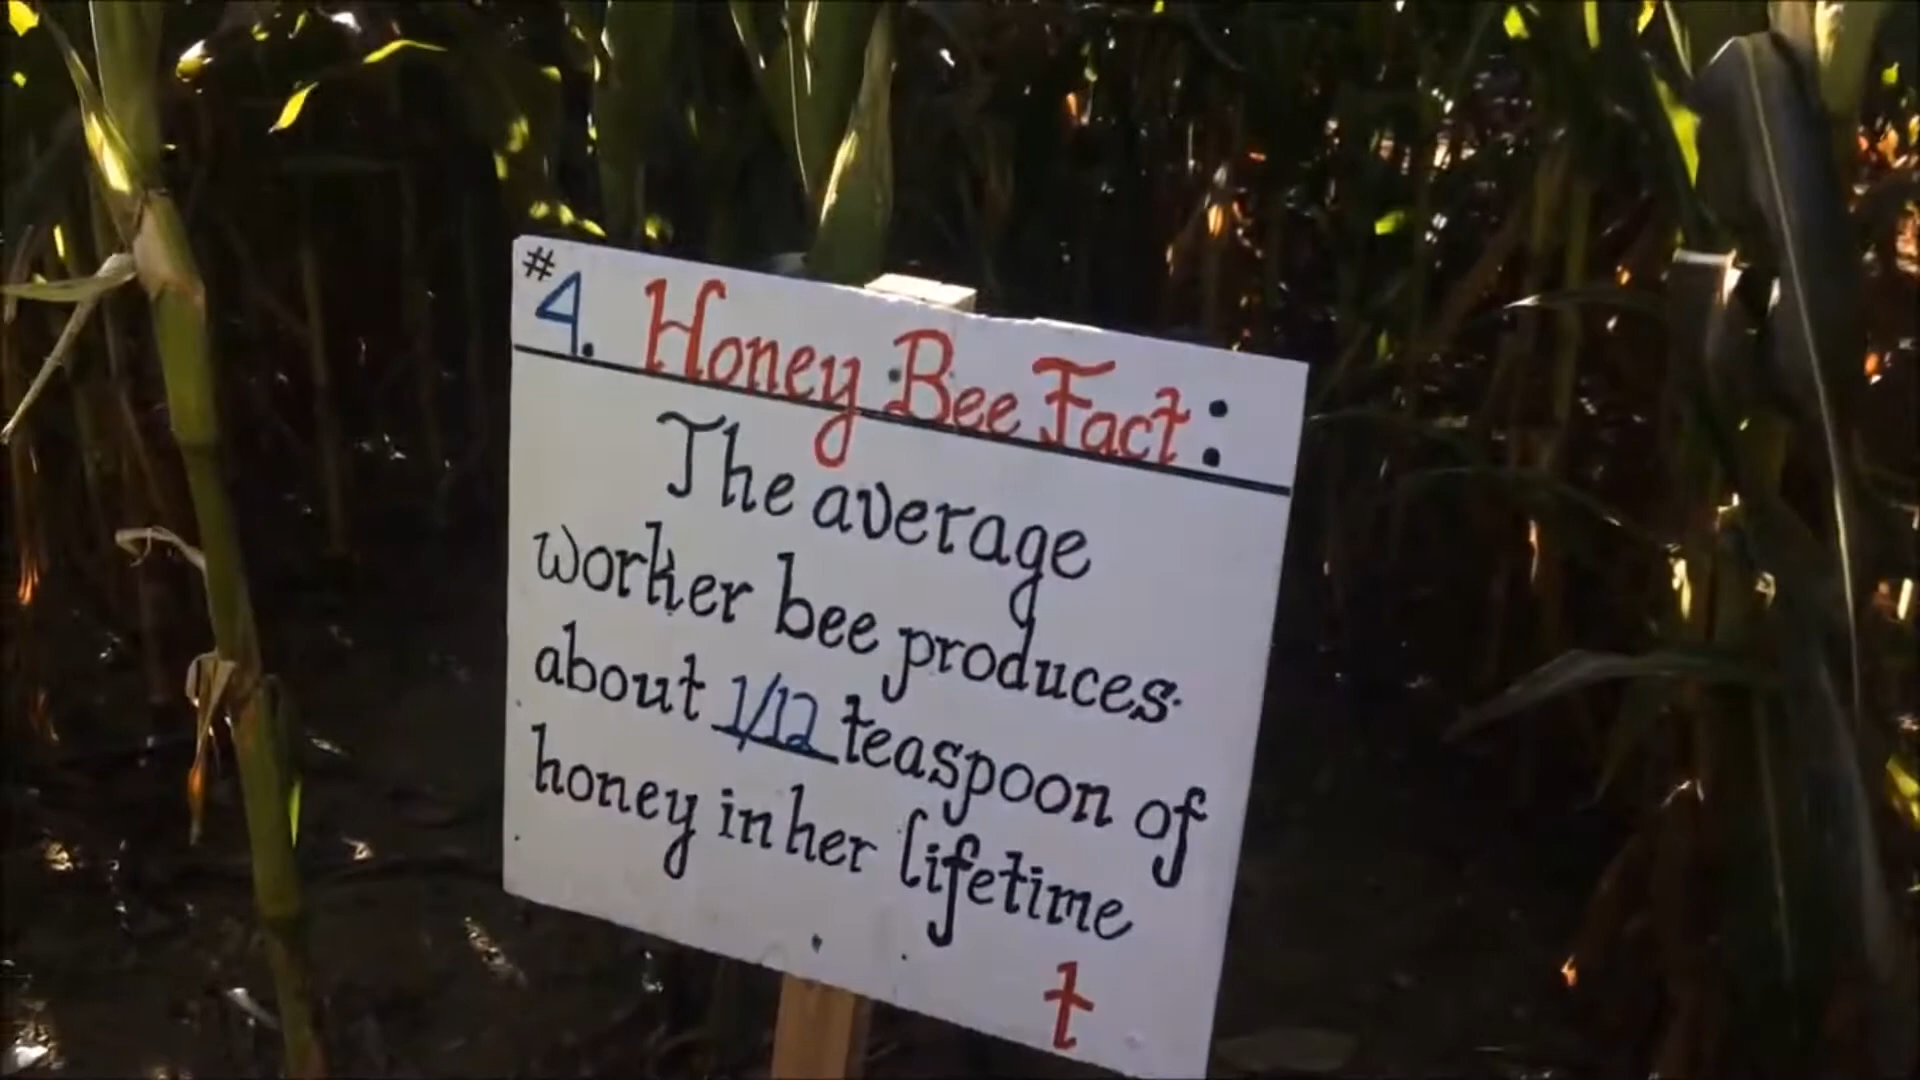 #4. Honey Bee Fact:
The average
worker bee produces
about 1/12 teaspoon of
honey in her lifetime
t